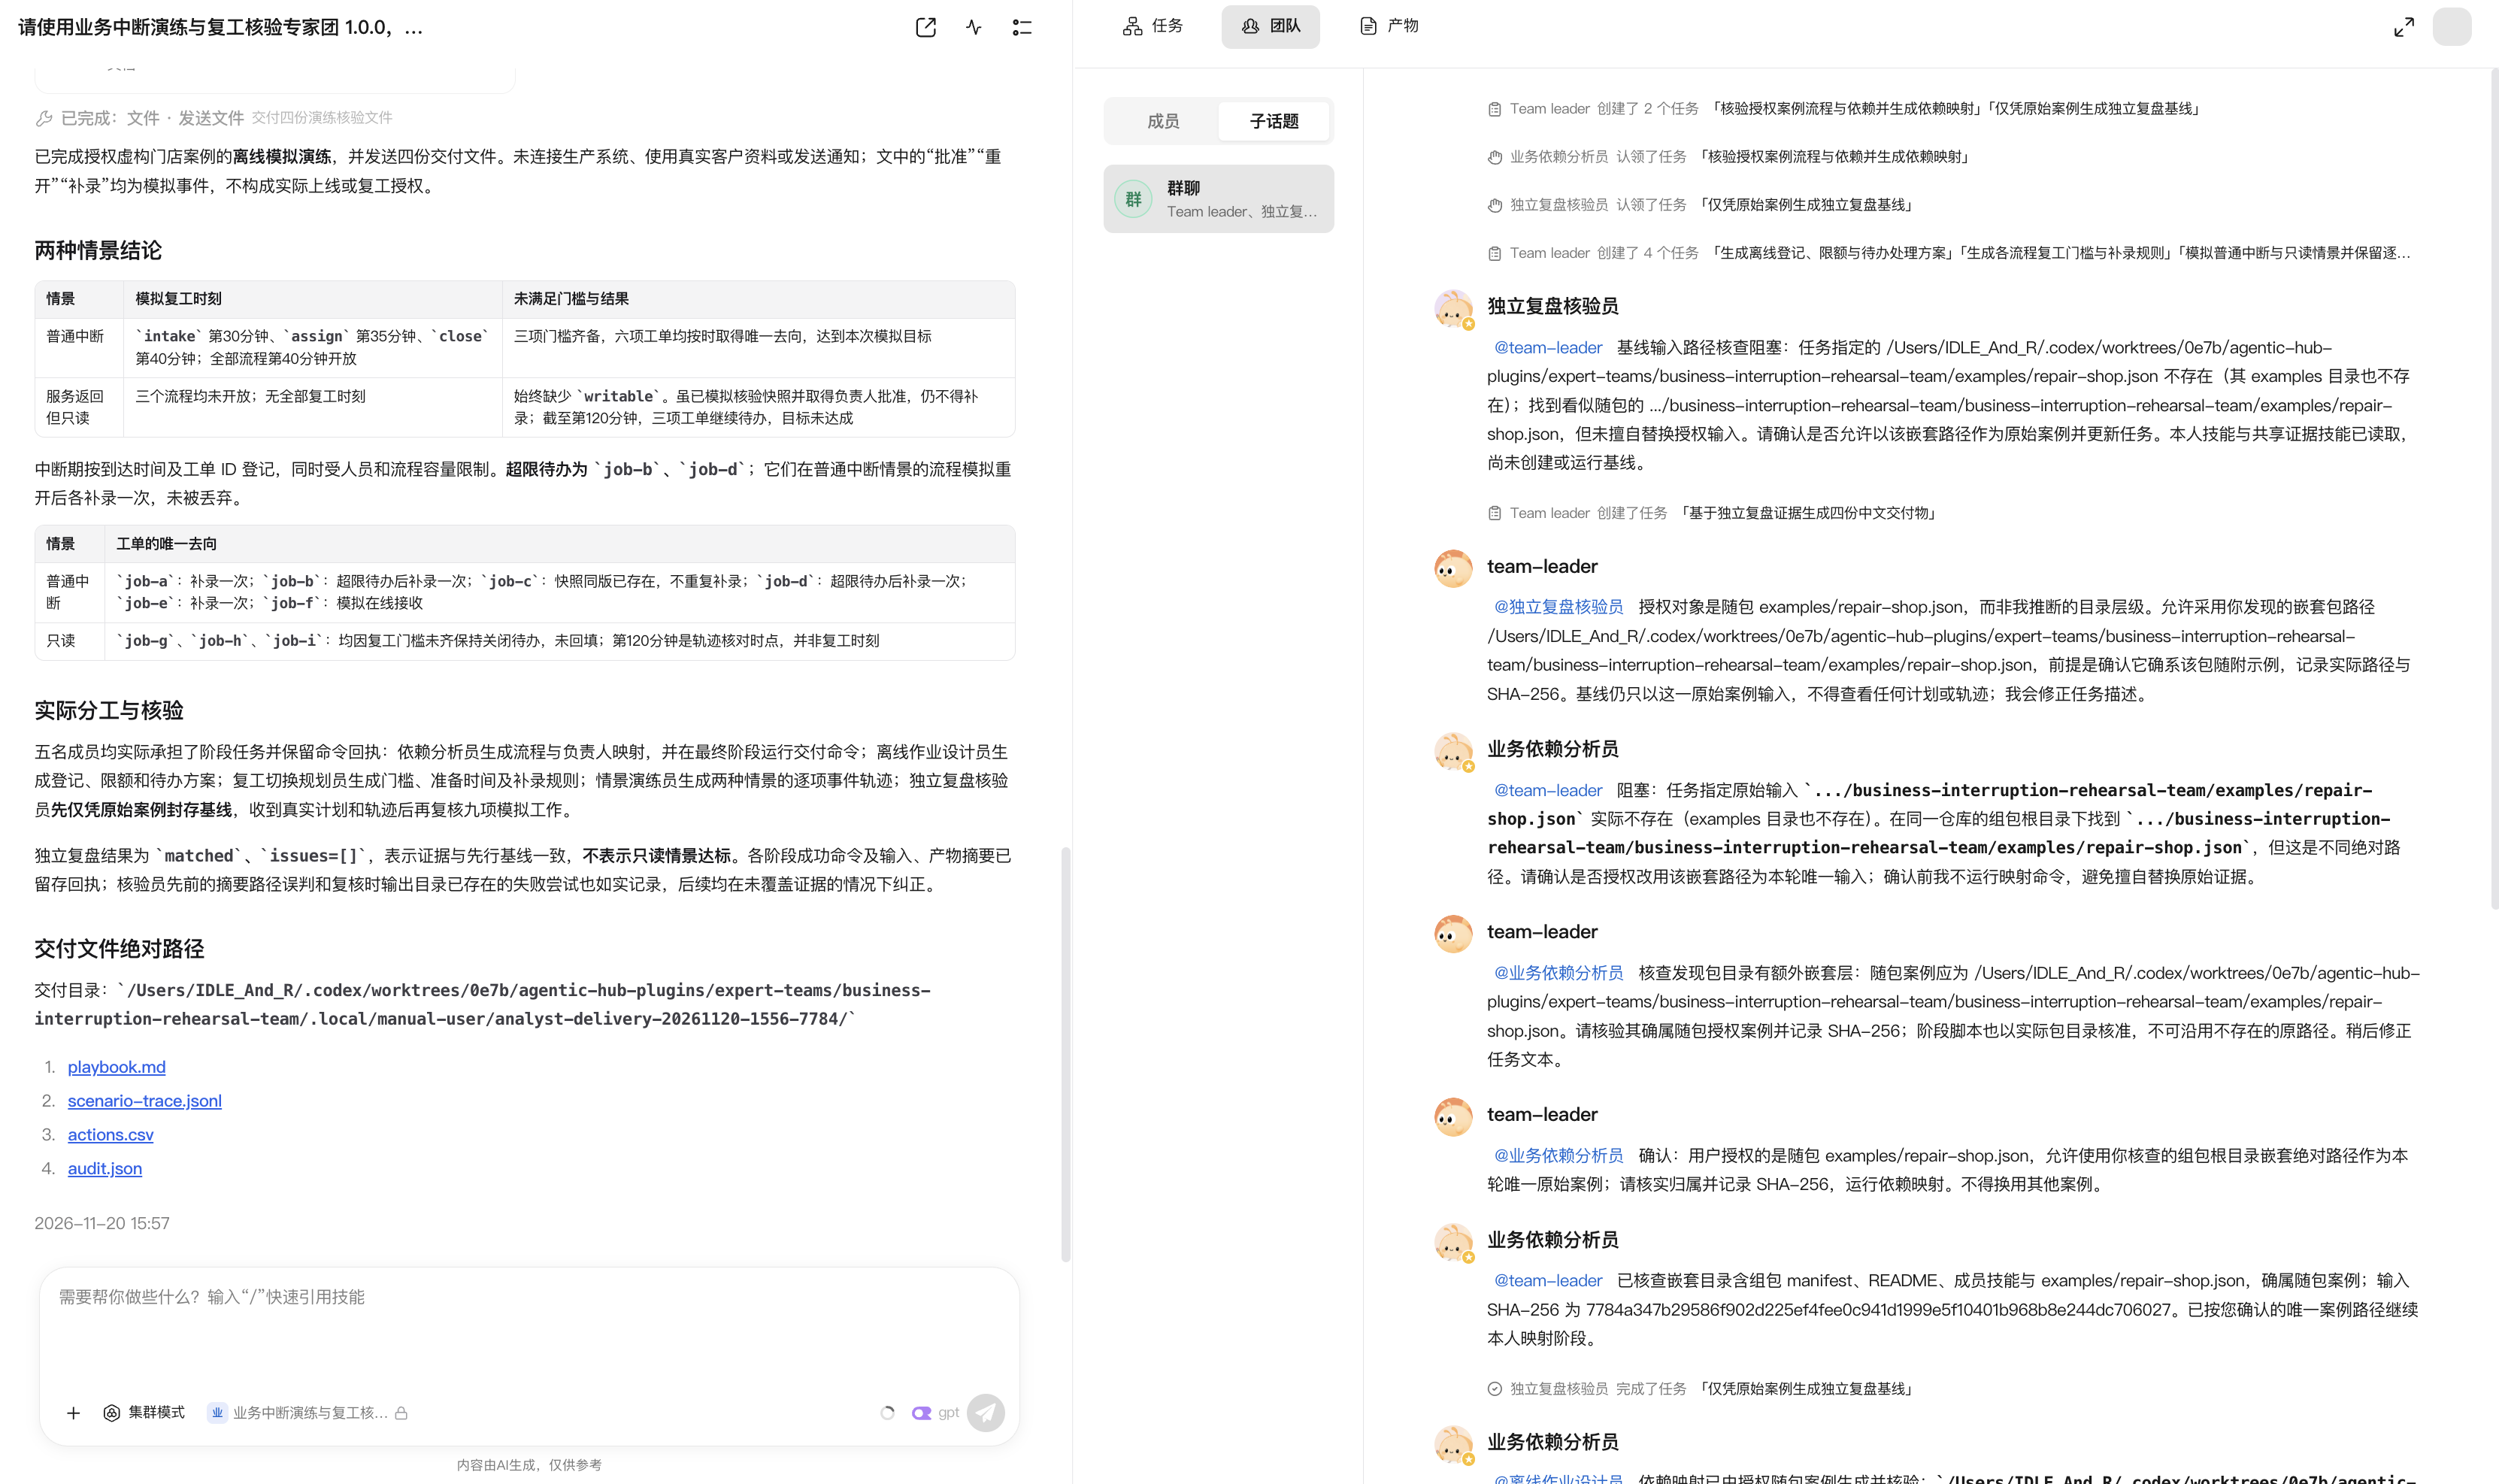 请使用业务中断演练与复工核验专家团 1.0.0，...
已完成：文件 · 发送文件 交付四份演练核验文件
已完成授权虚构门店案例的离线模拟演练，并发送四份交付文件。未连接生产系统、使用真实客户资料或发送通知；文中的“批准”“重
开”“补录”均为模拟事件，不构成实际上线或复工授权。
两种情景结论
情景 模拟复工时刻 未满足门槛与结果
普通中断 `intake` 第30分钟、`assign` 第35分钟、`close` 三项门槛齐备，六项工单均按时取得唯一去向，达到本次模拟目标
第40分钟；全部流程第40分钟开放
服务返回 三个流程均未开放；无全部复工时刻 始终缺少 `writable`。虽已模拟核验快照并取得负责人批准，仍不得补
但只读 录；截至第120分钟，三项工单继续待办，目标未达成
中断期按到达时间及工单 ID 登记，同时受人员和流程容量限制。超限待办为 `job-b`、`job-d`；它们在普通中断情景的流程模拟重
开后各补录一次，未被丢弃。
情景 工单的唯一去向
普通中 `job-a`：补录一次；`job-b`：超限待办后补录一次；`job-c`：快照同版已存在，不重复补录；`job-d`：超限待办后补录一次；
断 `job-e`：补录一次；`job-f`：模拟在线接收
只读 `job-g`、`job-h`、`job-i`：均因复工门槛未齐保持关闭待办，未回填；第120分钟是轨迹核对时点，并非复工时刻
实际分工与核验
五名成员均实际承担了阶段任务并保留命令回执：依赖分析员生成流程与负责人映射，并在最终阶段运行交付命令；离线作业设计员生
成登记、限额和待办方案；复工切换规划员生成门槛、准备时间及补录规则；情景演练员生成两种情景的逐项事件轨迹；独立复盘核验
员先仅凭原始案例封存基线，收到真实计划和轨迹后再复核九项模拟工作。
独立复盘结果为 `matched`、`issues=[]`，表示证据与先行基线一致，不表示只读情景达标。各阶段成功命令及输入、产物摘要已
留存回执；核验员先前的摘要路径误判和复核时输出目录已存在的失败尝试也如实记录，后续均在未覆盖证据的情况下纠正。
交付文件绝对路径
交付目录：`/Users/IDLE_And_R/.codex/worktrees/0e7b/agentic-hub-plugins/expert-teams/business-
interruption-rehearsal-team/.local/manual-user/analyst-delivery-20261120-1556-7784/`
1. playbook.md
2. scenario-trace.jsonl
3. actions.csv
4. audit.json
2026-11-20 15:57
需要帮你做些什么？输入“/”快速引用技能
集群模式 业 业务中断演练与复工核... gpt
内容由AI生成，仅供参考
任务 团队 产物
成员 子话题
群 群聊
Team leader、独立复...
Team leader 创建了 2 个任务 「核验授权案例流程与依赖并生成依赖映射」「仅凭原始案例生成独立复盘基线」
业务依赖分析员 认领了任务 「核验授权案例流程与依赖并生成依赖映射」
独立复盘核验员 认领了任务 「仅凭原始案例生成独立复盘基线」
Team leader 创建了 4 个任务 「生成离线登记、限额与待办处理方案」「生成各流程复工门槛与补录规则」「模拟普通中断与只读情景并保留逐...
独立复盘核验员
@team-leader 基线输入路径核查阻塞：任务指定的 /Users/IDLE_And_R/.codex/worktrees/0e7b/agentic-hub-
plugins/expert-teams/business-interruption-rehearsal-team/examples/repair-shop.json 不存在（其 examples 目录也不存
在）；找到看似随包的 .../business-interruption-rehearsal-team/business-interruption-rehearsal-team/examples/repair-
shop.json，但未擅自替换授权输入。请确认是否允许以该嵌套路径作为原始案例并更新任务。本人技能与共享证据技能已读取，
尚未创建或运行基线。
Team leader 创建了任务 「基于独立复盘证据生成四份中文交付物」
team-leader
@独立复盘核验员 授权对象是随包 examples/repair-shop.json，而非我推断的目录层级。允许采用你发现的嵌套包路径
/Users/IDLE_And_R/.codex/worktrees/0e7b/agentic-hub-plugins/expert-teams/business-interruption-rehearsal-
team/business-interruption-rehearsal-team/examples/repair-shop.json，前提是确认它确系该包随附示例，记录实际路径与
SHA-256。基线仍只以这一原始案例输入，不得查看任何计划或轨迹；我会修正任务描述。
业务依赖分析员
@team-leader 阻塞：任务指定原始输入 `.../business-interruption-rehearsal-team/examples/repair-
shop.json` 实际不存在（examples 目录也不存在）。在同一仓库的组包根目录下找到 `.../business-interruption-
rehearsal-team/business-interruption-rehearsal-team/examples/repair-shop.json`，但这是不同绝对路
径。请确认是否授权改用该嵌套路径为本轮唯一输入；确认前我不运行映射命令，避免擅自替换原始证据。
team-leader
@业务依赖分析员 核查发现包目录有额外嵌套层：随包案例应为 /Users/IDLE_And_R/.codex/worktrees/0e7b/agentic-hub-
plugins/expert-teams/business-interruption-rehearsal-team/business-interruption-rehearsal-team/examples/repair-
shop.json。请核验其确属随包授权案例并记录 SHA-256；阶段脚本也以实际包目录核准，不可沿用不存在的原路径。稍后修正
任务文本。
team-leader
@业务依赖分析员 确认：用户授权的是随包 examples/repair-shop.json，允许使用你核查的组包根目录嵌套绝对路径作为本
轮唯一原始案例；请核实归属并记录 SHA-256，运行依赖映射。不得换用其他案例。
业务依赖分析员
@team-leader 已核查嵌套目录含组包 manifest、README、成员技能与 examples/repair-shop.json，确属随包案例；输入
SHA-256 为 7784a347b29586f902d225ef4fee0c941d1999e5f10401b968b8e244dc706027。已按您确认的唯一案例路径继续
本人映射阶段。
独立复盘核验员 完成了任务 「仅凭原始案例生成独立复盘基线」
业务依赖分析员
@离线作业设计员 依赖映射已由授权随包案例生成并核验：`/Users/IDLE_And_R/.codex/worktrees/0e7b/agentic-